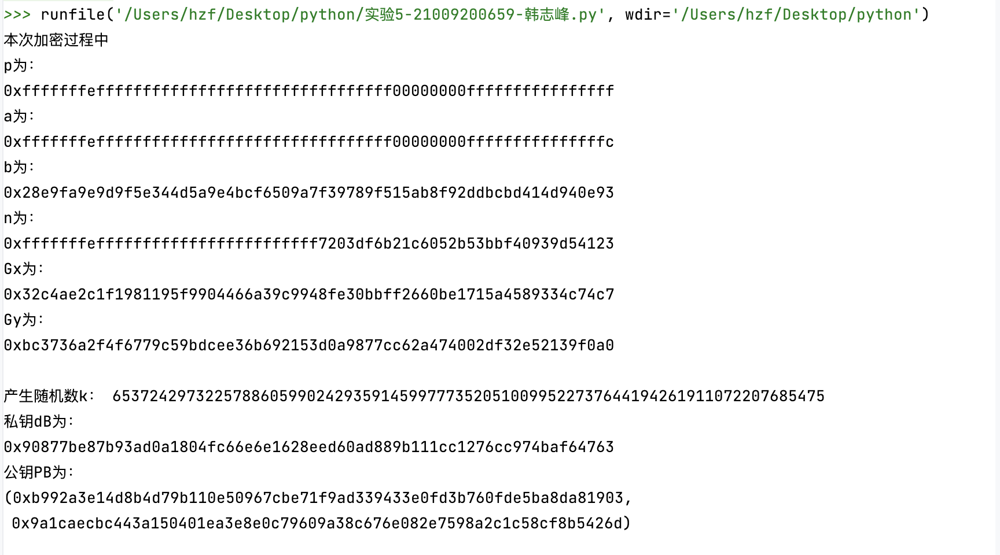 >>> runfile('/Users/hzf/Desktop/python/实验5-21009200659-韩志峰.py', wdir='/Users/hzf/Desktop/python')
本次加密过程中
p为：
0xfffffffeffffffffffffffffffffffffffffffff00000000ffffffffffffffff
a为：
0xfffffffeffffffffffffffffffffffffffffffff00000000fffffffffffffffc
b为：
0x28e9fa9e9d9f5e344d5a9e4bcf6509a7f39789f515ab8f92ddbcbd414d940e93
n为：
0xfffffffeffffffffffffffffffffffff7203df6b21c6052b53bbf40939d54123
Gx为：
0x32c4ae2c1f1981195f9904466a39c9948fe30bbff2660be1715a4589334c74c7
Gy为：
0xbc3736a2f4f6779c59bdcee36b692153d0a9877cc62a474002df32e52139f0a0
产生随机数k： 65372429732257886059902429359145997773520510099522737644194261911072207685475
私钥dB为：
0x90877be87b93ad0a1804fc66e6e1628eed60ad889b111cc1276cc974baf64763
公钥PB为：
(0xb992a3e14d8b4d79b110e50967cbe71f9ad339433e0fd3b760fde5ba8da81903,
0x9a1caecbc443a150401ea3e8e0c79609a38c676e082e7598a2c1c58cf8b5426d)